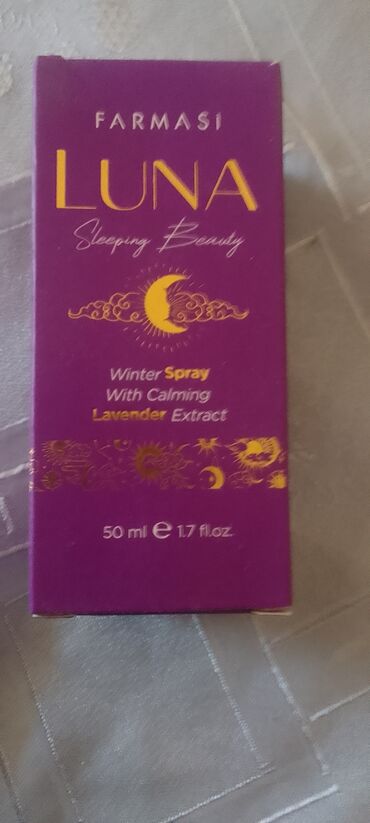 FARMASi
LUNA
Sleeping Beauty
Winter Spray
With Calming
Lavender Extract
50 ml e 1.7 fl.oz.